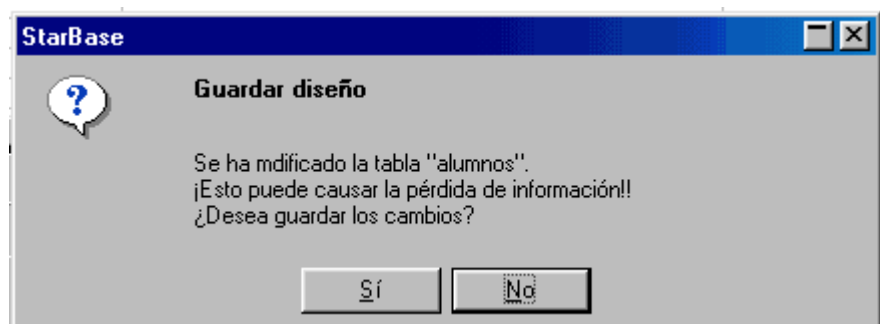 StarBase
Guardar diseño
Se ha mdificado la tabla "alumnos".
¡Esto puede causar la pérdida de información!!
¿Desea guardar los cambios?
Sí
No